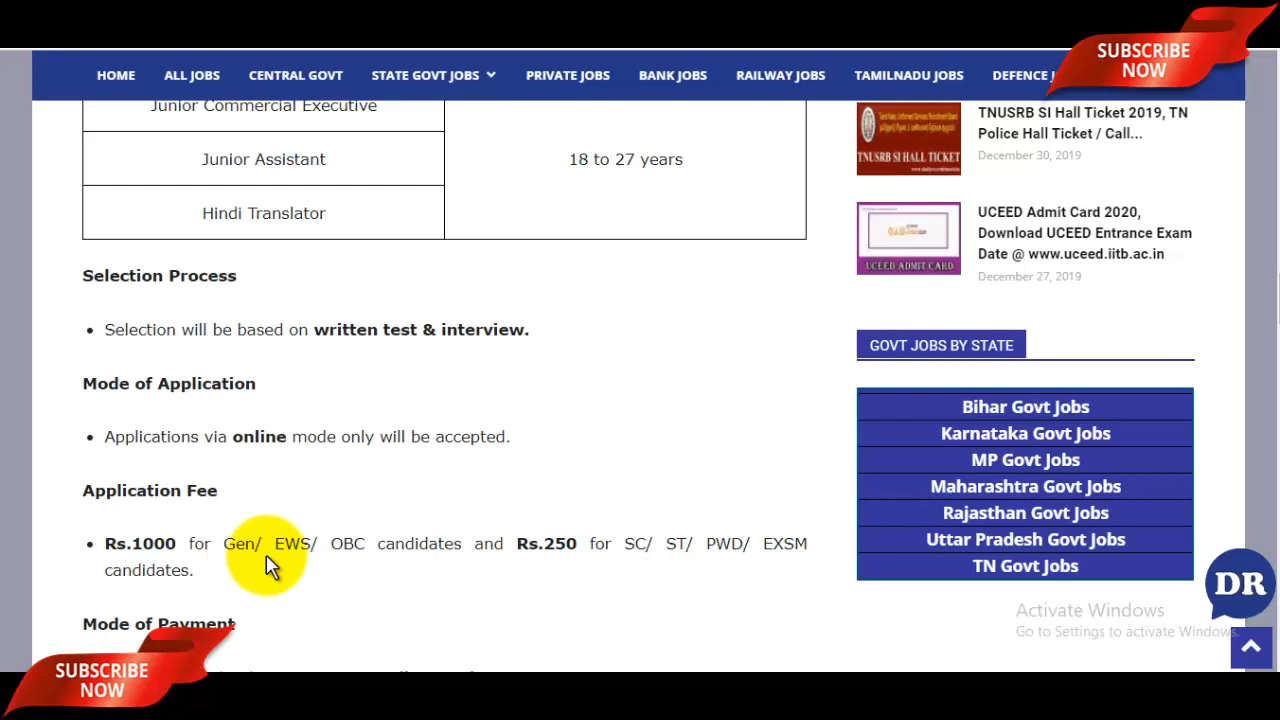 SUBSCRIBE
NOW
HOME ALL JOBS CENTRAL GOVT STATE GOVT JOBS PRIVATE JOBS BANK JOBS RAILWAY JOBS TAMILNADU JOBS DEFENCE
Junior Commercial Executive
Junior Assistant
18 to 27 years
Hindi Translator
Selection Process
• Selection will be based on written test & interview.
Mode of Application
• Applications via online mode only will be accepted.
Application Fee
• Rs.1000 for Gen/ EWS/ OBC candidates and Rs.250 for SC/ ST/ PWD/ EXSM
candidates.
Mode of Payment
SUBSCRIBE
NOW
TNUSRB SI HALL TICKET
TNUSRB SI Hall Ticket 2019, TN
Police Hall Ticket / Call...
December 30, 2019
UCEED ADMIT CARD
UCEED Admit Card 2020,
Download UCEED Entrance Exam
Date @ www.uceed.iitb.ac.in
December 27, 2019
GOVT JOBS BY STATE
Bihar Govt Jobs
Karnataka Govt Jobs
MP Govt Jobs
Maharashtra Govt Jobs
Rajasthan Govt Jobs
Uttar Pradesh Govt Jobs
TN Govt Jobs
DR
Activate Windows
Go to Settings to activate Windows.